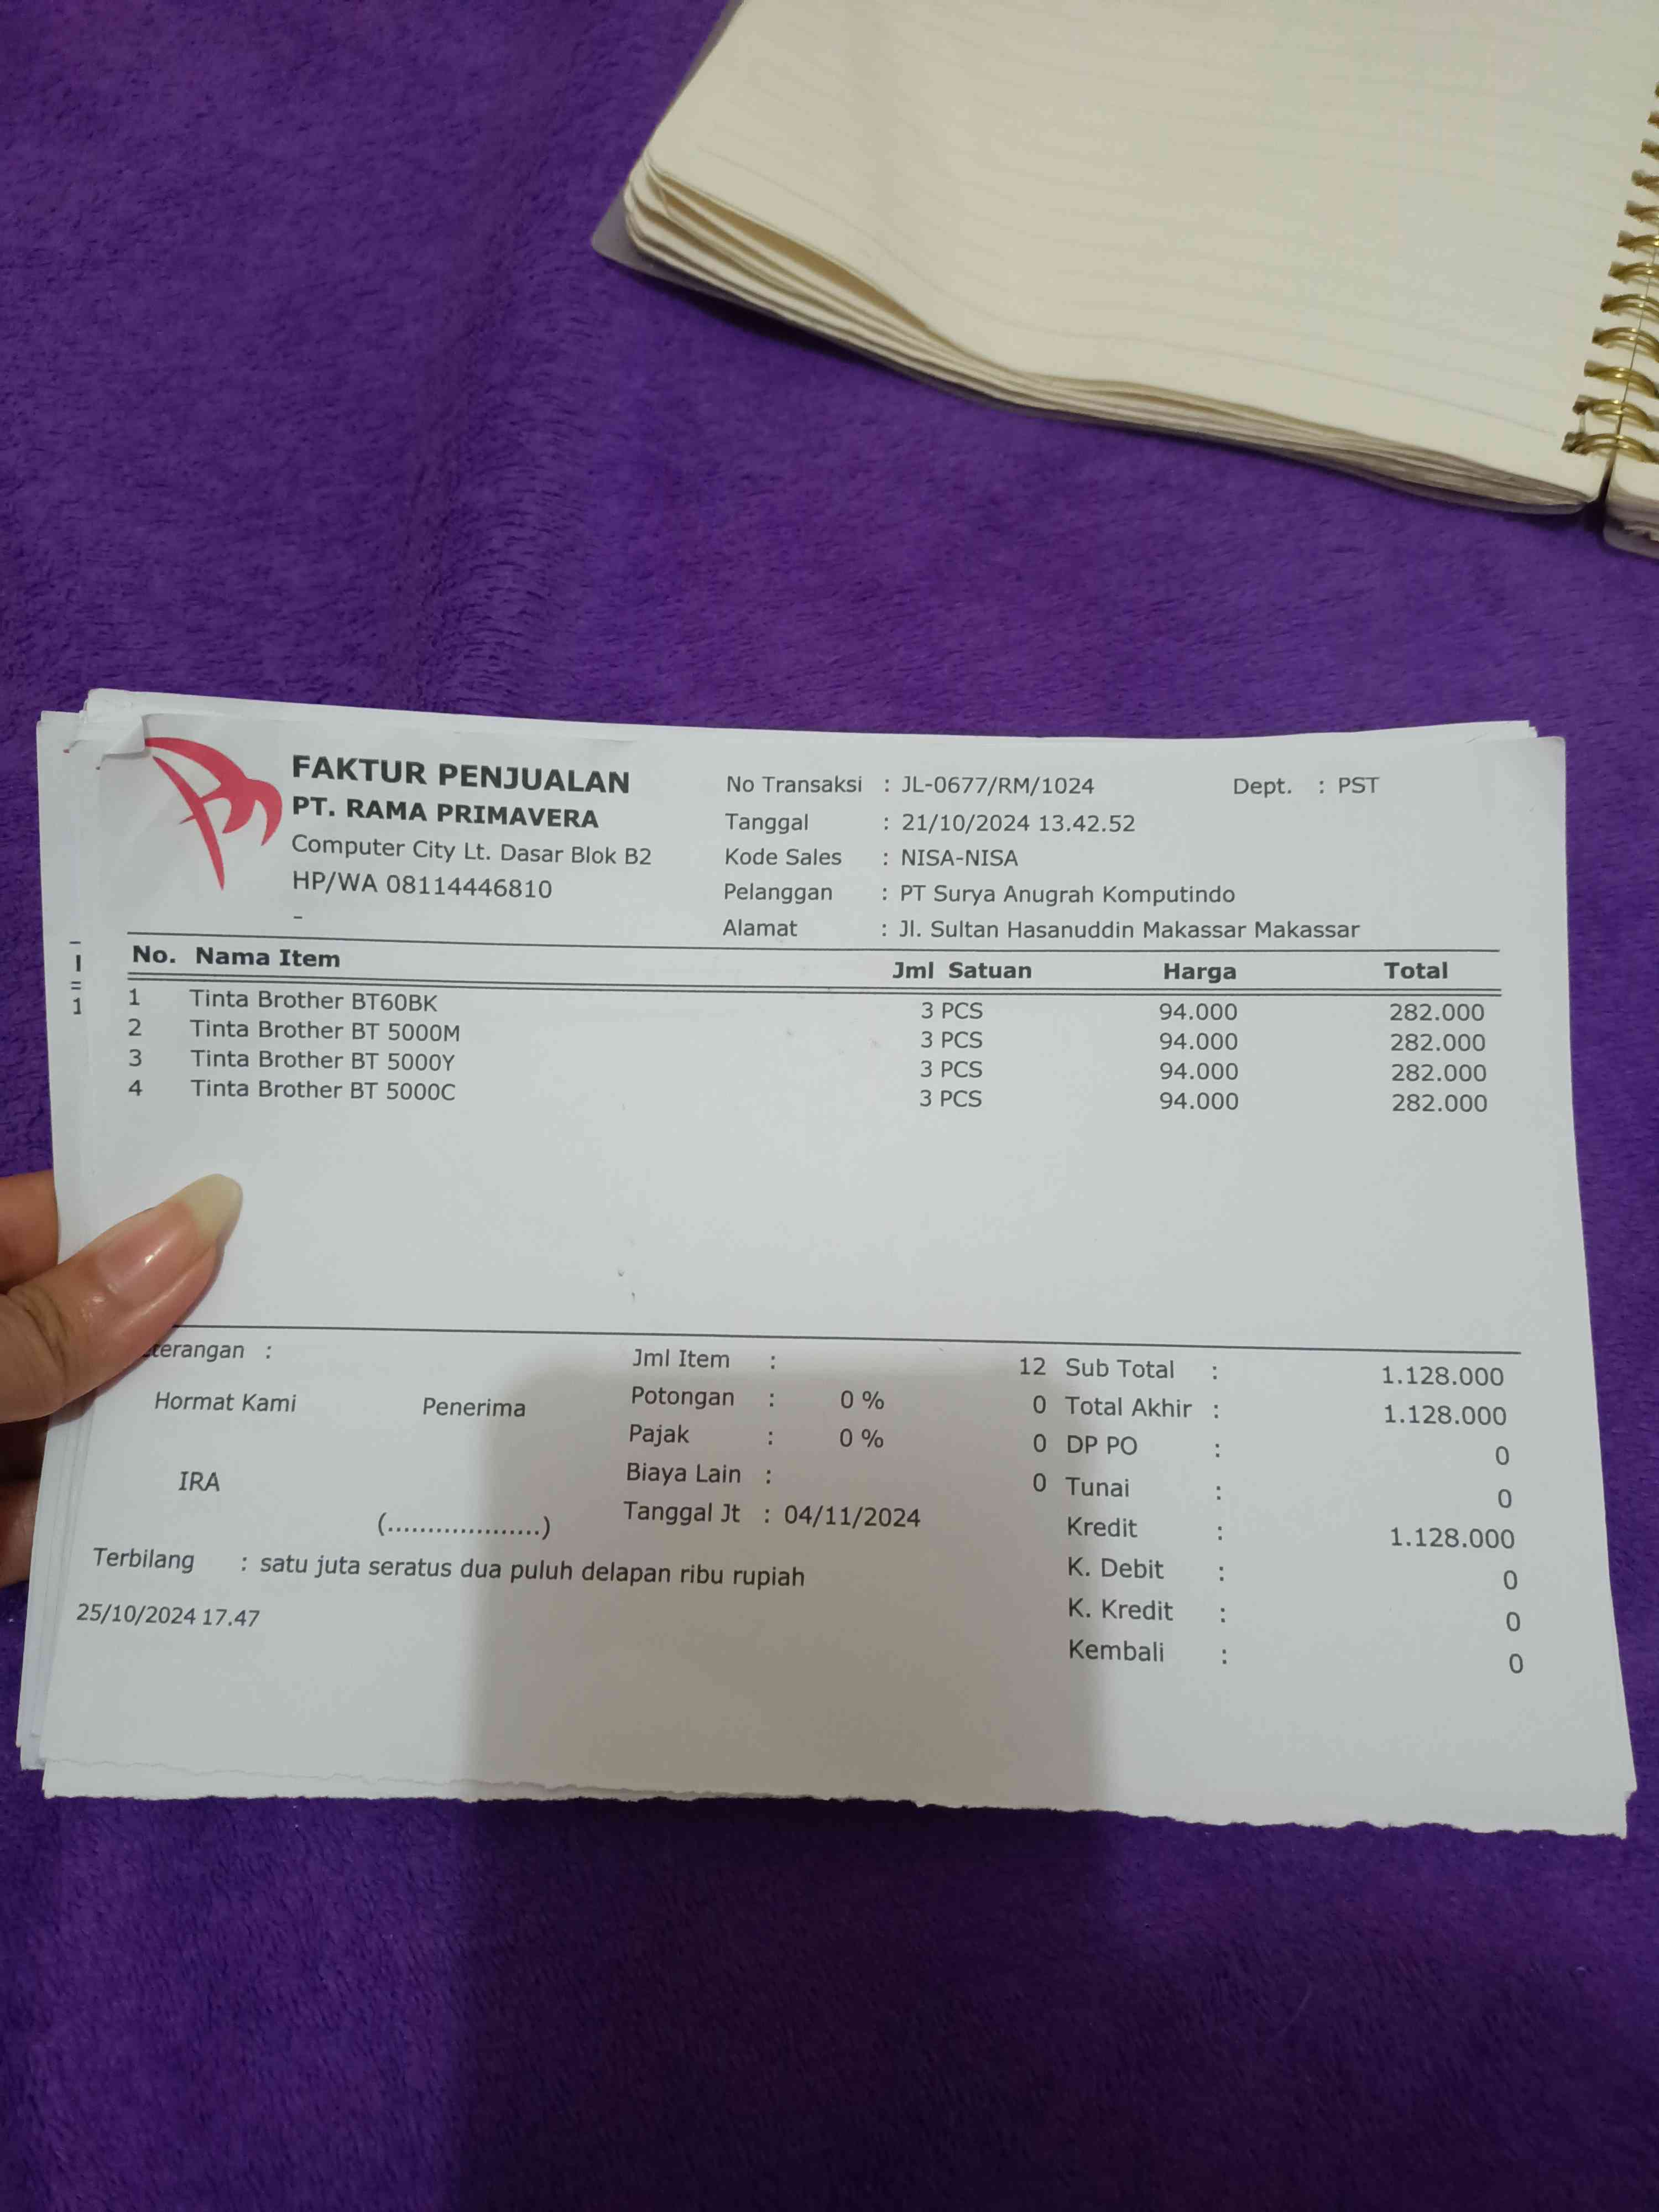 FAKTUR PENJUALAN
PT. RAMA PRIMAVERA
Computer City Lt. Dasar Blok B2
HP/WA 08114446810
-
No Transaksi : JL-0677/RM/1024 Dept. : PST
Tanggal : 21/10/2024 13.42.52
Kode Sales : NISA-NISA
Pelanggan : PT Surya Anugrah Komputindo
Alamat : Jl. Sultan Hasanuddin Makassar Makassar
No. Nama Item Jml Satuan Harga Total
1 Tinta Brother BT60BK 3 PCS 94.000 282.000
2 Tinta Brother BT 5000M 3 PCS 94.000 282.000
3 Tinta Brother BT 5000Y 3 PCS 94.000 282.000
4 Tinta Brother BT 5000C 3 PCS 94.000 282.000
terangan :
Hormat Kami Penerima
IRA
(...................)
Jml Item : 12
Potongan : 0 % 0
Pajak : 0 % 0
Biaya Lain : 0
Tanggal Jt : 04/11/2024
Sub Total : 1.128.000
Total Akhir : 1.128.000
DP PO : 0
Tunai : 0
Kredit : 1.128.000
K. Debit : 0
K. Kredit : 0
Kembali : 0
Terbilang : satu juta seratus dua puluh delapan ribu rupiah
25/10/2024 17.47